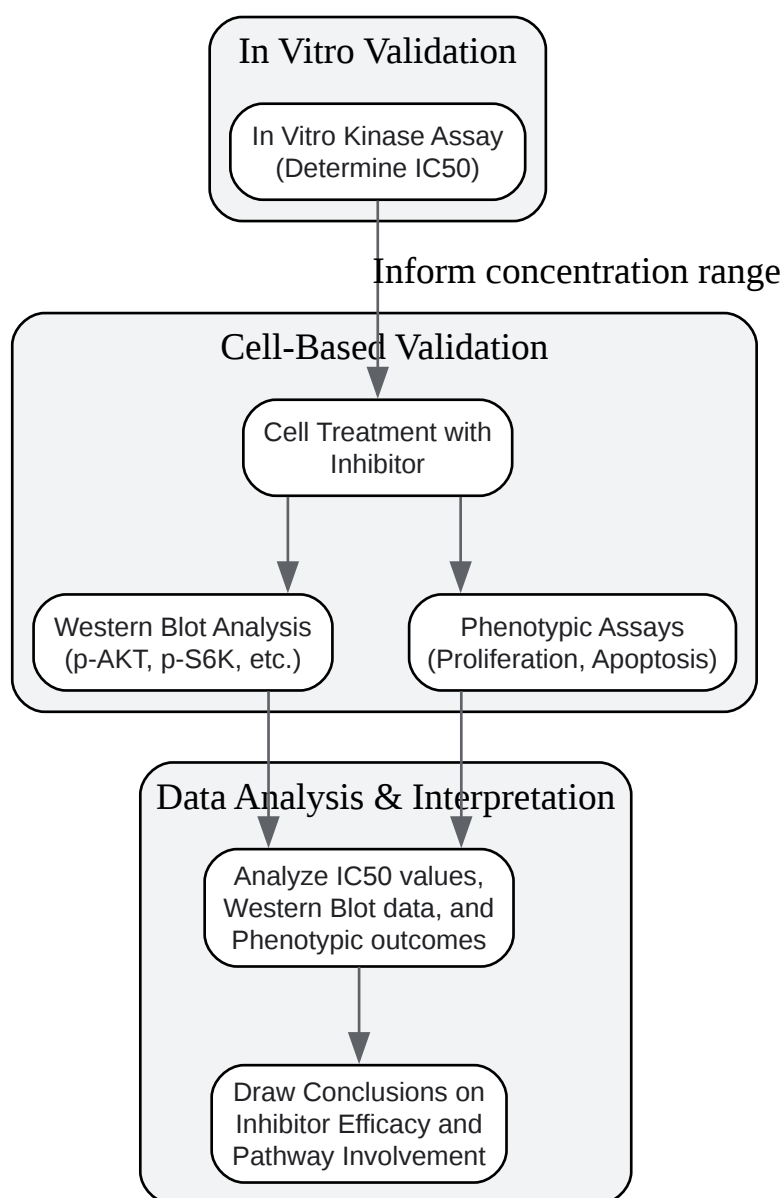 In Vitro Validation
In Vitro Kinase Assay
(Determine IC50)
Inform concentration range
Cell-Based Validation
Cell Treatment with
Inhibitor
Western Blot Analysis
(p-AKT, p-S6K, etc.)
Phenotypic Assays
(Proliferation, Apoptosis)
Data Analysis & Interpretation
Analyze IC50 values,
Western Blot data, and
Phenotypic outcomes
Draw Conclusions on
Inhibitor Efficacy and
Pathway Involvement